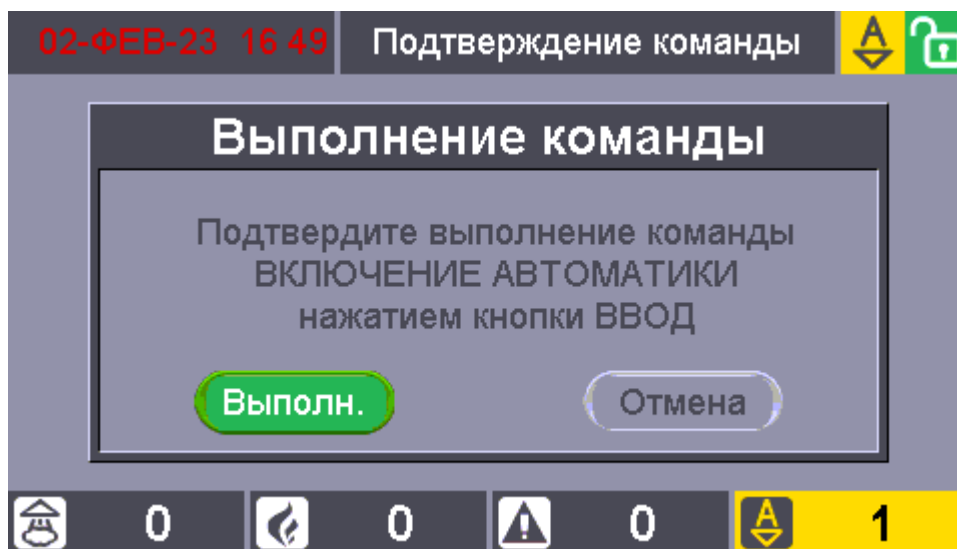 02-ФЕВ-23 16 49 Подтверждение команды А
Выполнение команды
Подтвердите выполнение команды
ВКЛЮЧЕНИЕ АВТОМАТИКИ
нажатием кнопки ВВОД
Выполн. Отмена
0 0 0 А 1